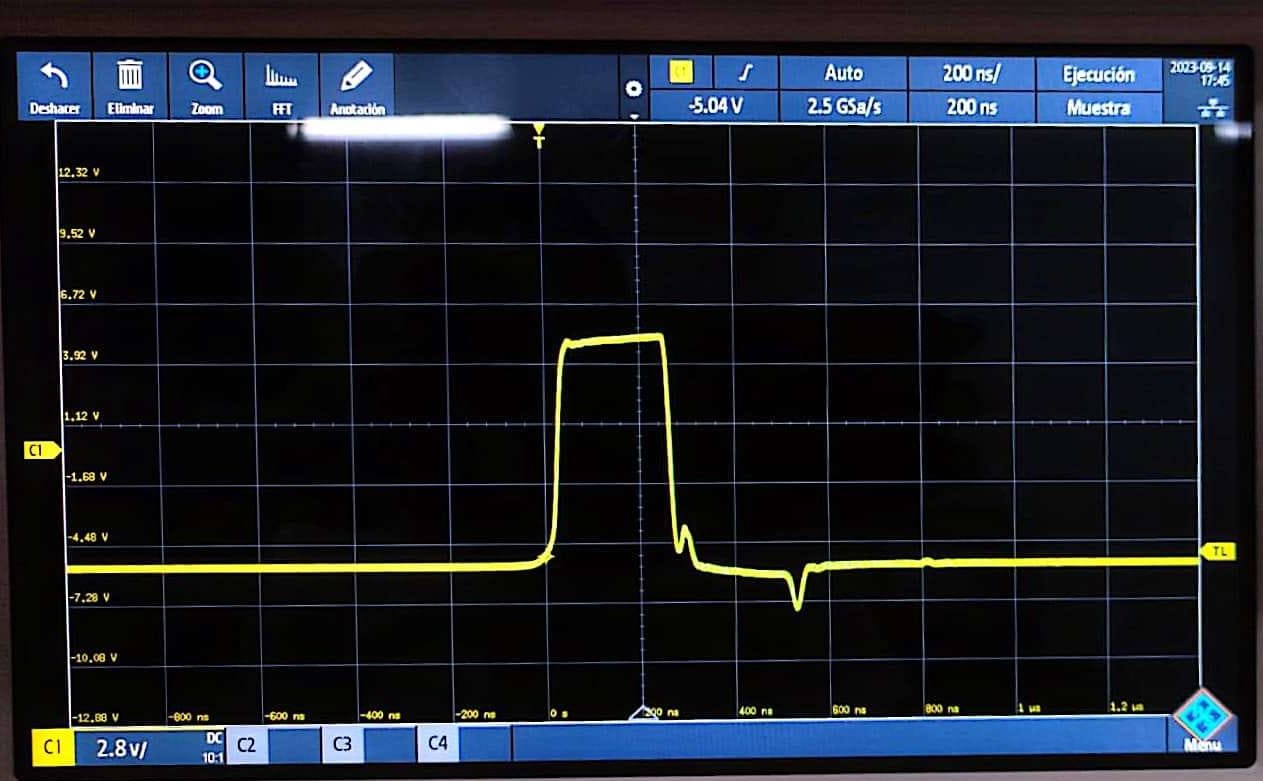 Deshacer Eliminar Zoom FFT Anotación
C1 Auto 200 ns/ Ejecución
-5.04 V 2.5 GSa/s 200 ns Muestra
2023-09-14
17:45
T
12,32 V
9,52 V
6,72 V
3,92 V
1,12 V
C1
-1,68 V
-4,48 V
TL
-7,28 V
-10,08 V
-12,88 V -800 ns -600 ns -400 ns -200 ns 0 s 200 ns 400 ns 600 ns 800 ns 1 µs 1,2 µs
C1 2.8 V/ DC
10:1
C2 C3 C4
Menu